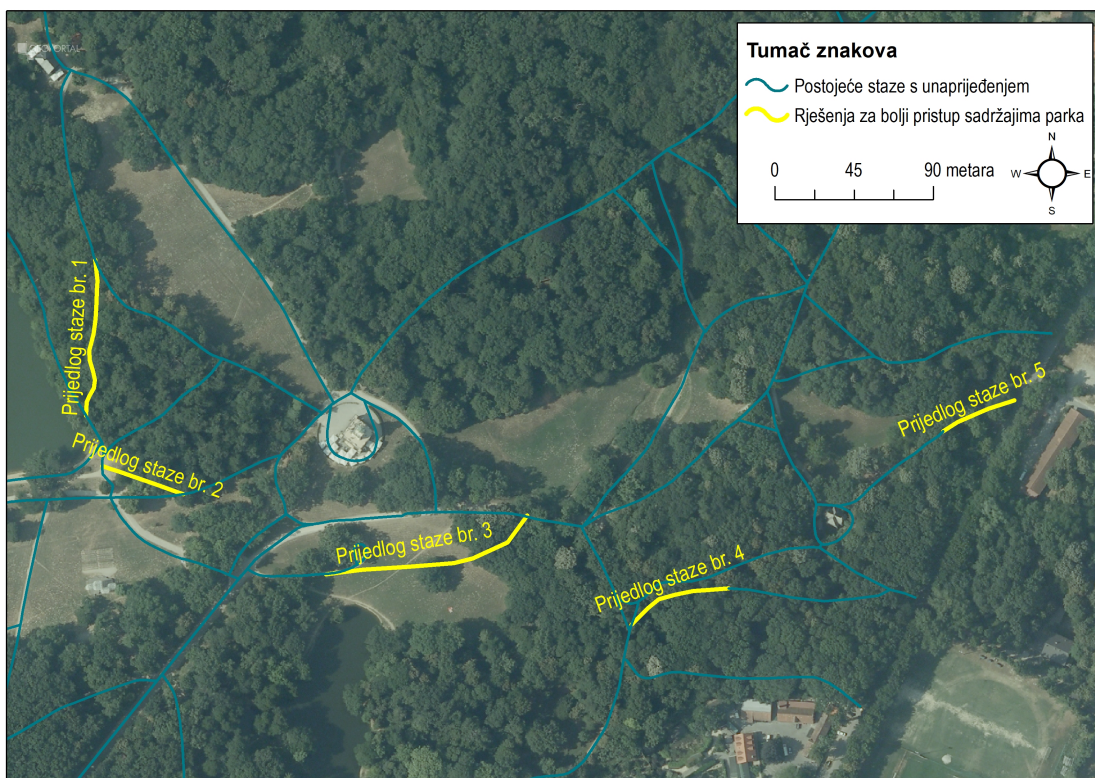 GEOPORTAL
Tumač znakova
Postojeće staze s unaprijeđenjem
Rješenja za bolji pristup sadržajima parka
0 45 90 metara
N
W E
S
Prijedlog staze br. 1
Prijedlog staze br. 2
Prijedlog staze br. 3
Prijedlog staze br. 4
Prijedlog staze br. 5